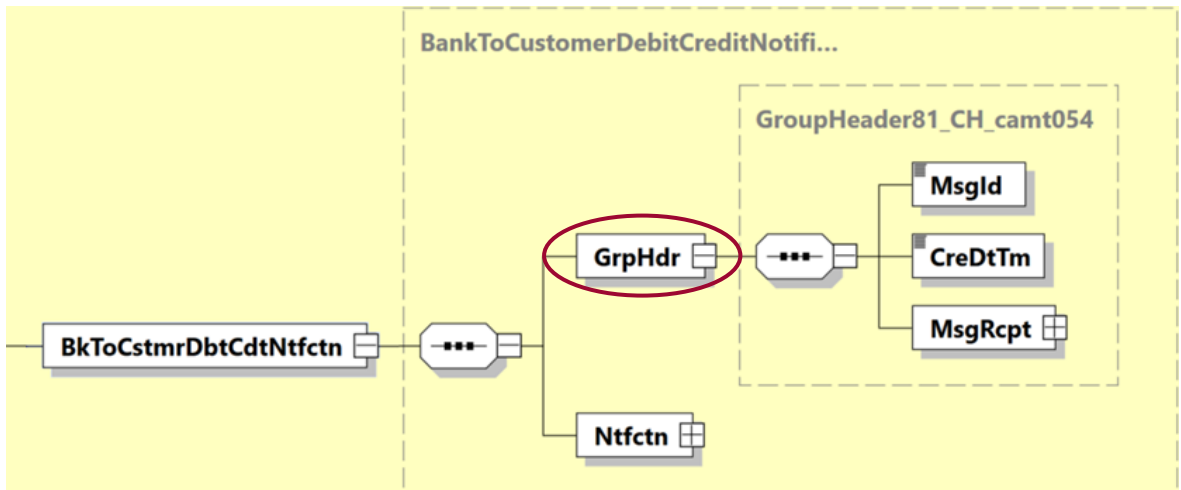 BankToCustomerDebitCreditNotifi...
GroupHeader81_CH_camt054
MsgId
GrpHdr
CreDtTm
MsgRcpt
BkToCstmrDbtCdtNtfctn
Ntfctn